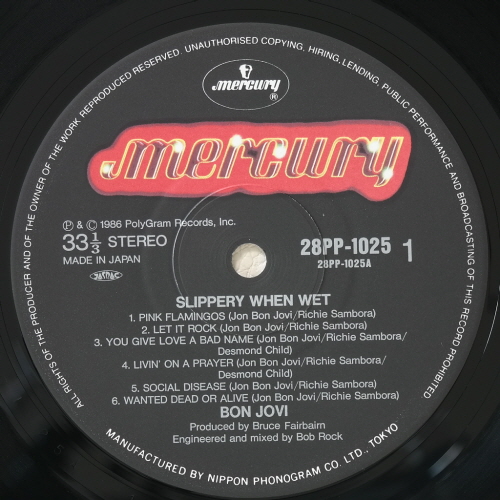 ALL RIGHTS OF THE PRODUCER AND OF THE OWNER OF THE WORK REPRODUCED RESERVED. UNAUTHORISED COPYING, HIRING, LENDING, PUBLIC PERFORMANCE AND BROADCASTING OF THIS RECORD PROHIBITED
mercury
®
mercury
Ⓟ & © 1986 PolyGram Records, Inc.
33⅓ STEREO
MADE IN JAPAN
28PP-1025 1
28PP-1025A
SLIPPERY WHEN WET
1. PINK FLAMINGOS (Jon Bon Jovi/Richie Sambora)
2. LET IT ROCK (Jon Bon Jovi/Richie Sambora)
3. YOU GIVE LOVE A BAD NAME (Jon Bon Jovi/Richie Sambora/
Desmond Child)
4. LIVIN' ON A PRAYER (Jon Bon Jovi/Richie Sambora/
Desmond Child)
5. SOCIAL DISEASE (Jon Bon Jovi/Richie Sambora)
6. WANTED DEAD OR ALIVE (Jon Bon Jovi/Richie Sambora)
BON JOVI
Produced by Bruce Fairbairn
Engineered and mixed by Bob Rock
MANUFACTURED BY NIPPON PHONOGRAM CO. LTD., TOKYO